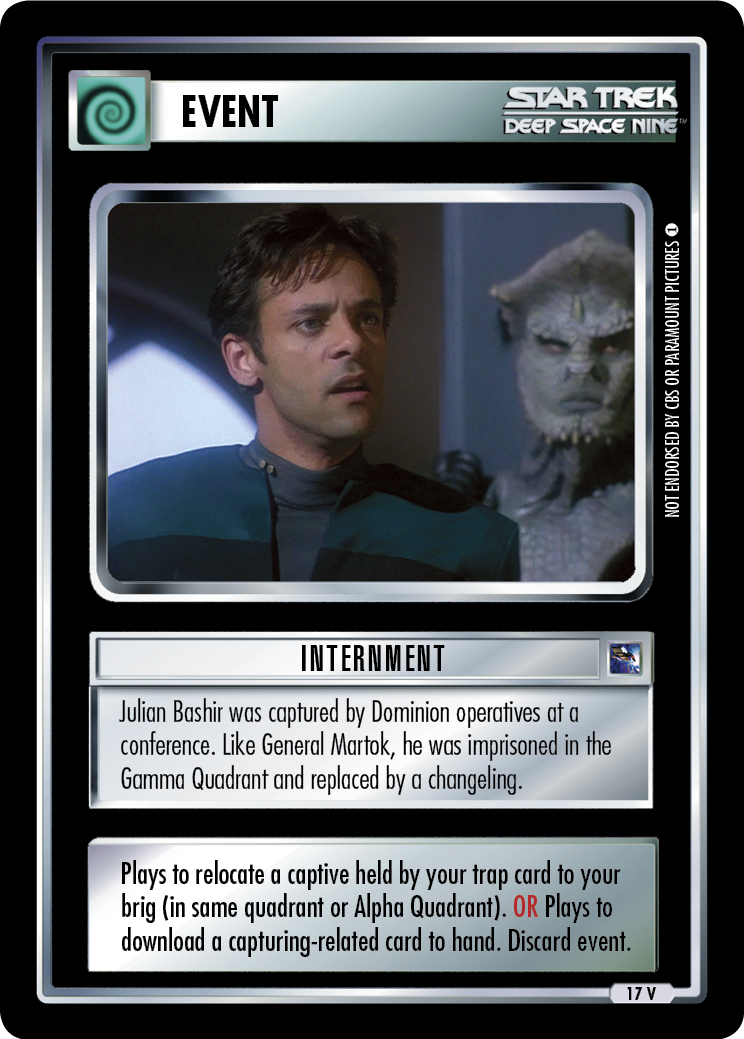 EVENT
STAR TREK
DEEP SPACE NINE™
NOT ENDORSED BY CBS OR PARAMOUNT PICTURES 1
INTERNMENT
Julian Bashir was captured by Dominion operatives at a
conference. Like General Martok, he was imprisoned in the
Gamma Quadrant and replaced by a changeling.
Plays to relocate a captive held by your trap card to your
brig (in same quadrant or Alpha Quadrant). OR Plays to
download a capturing-related card to hand. Discard event.
17 V